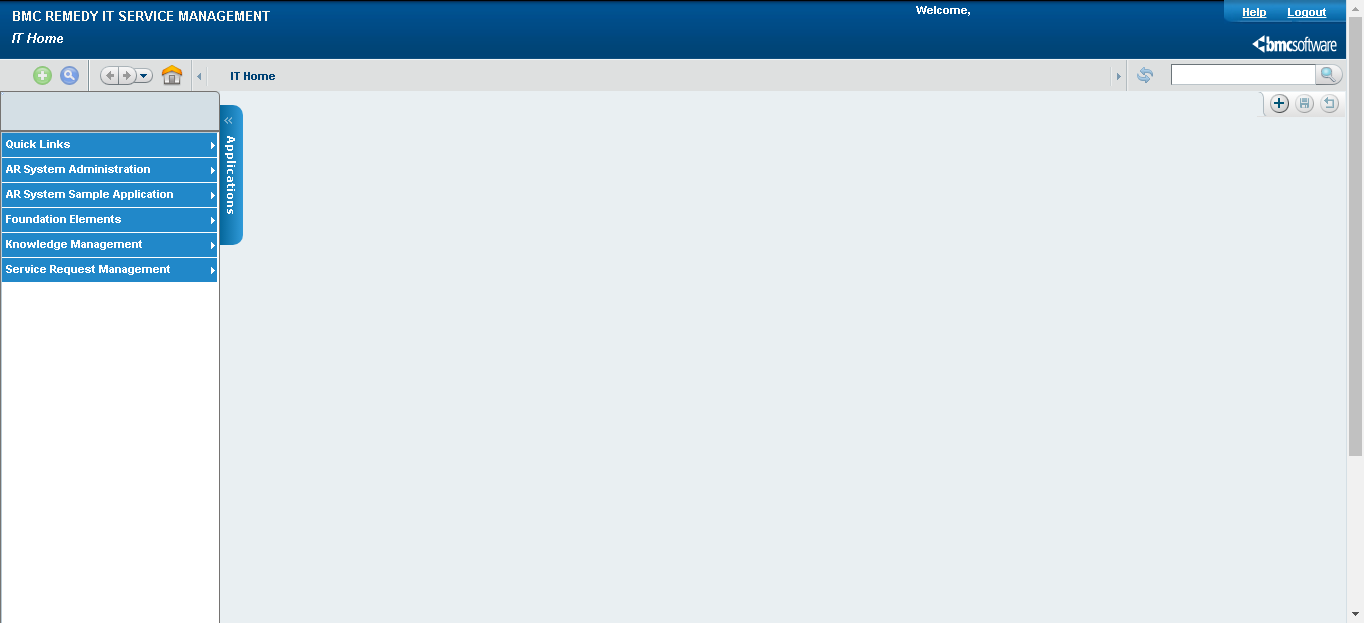 BMC REMEDY IT SERVICE MANAGEMENT
Welcome,
Help
Logout
IT Home
bmcsoftware
IT Home
Applications
Quick Links
AR System Administration
AR System Sample Application
Foundation Elements
Knowledge Management
Service Request Management